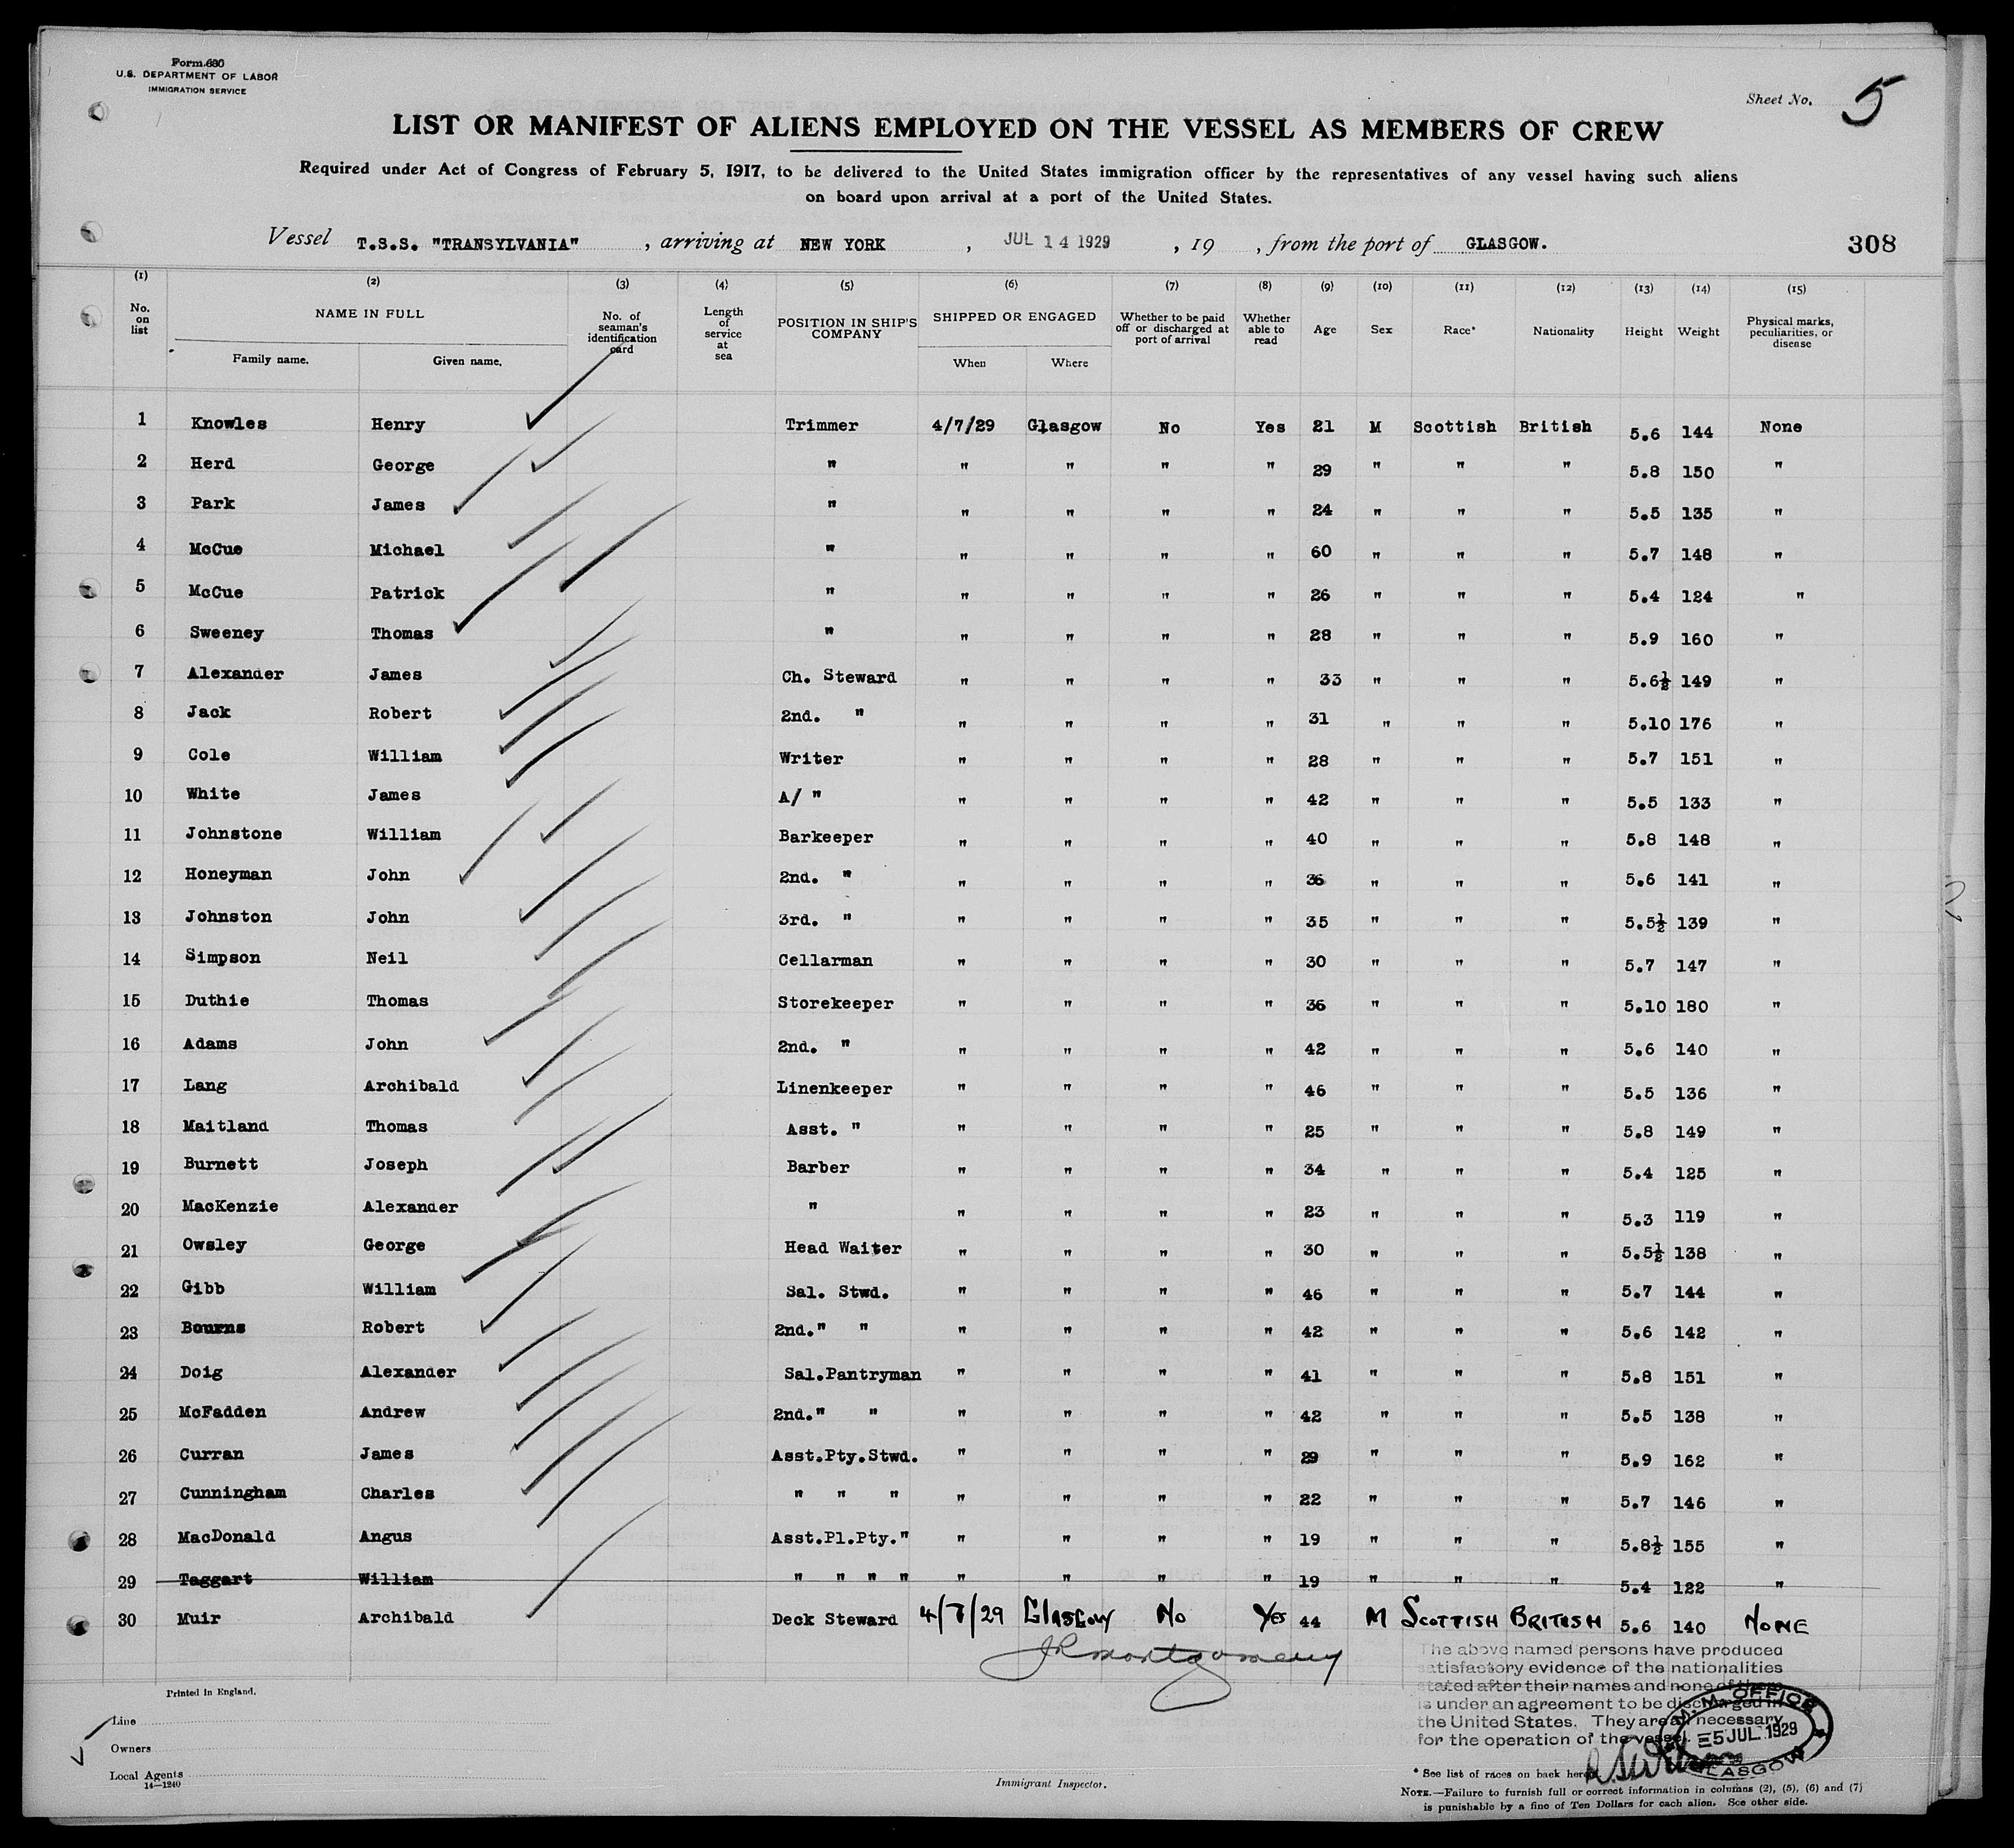 Form 680
U.S. DEPARTMENT OF LABOR
IMMIGRATION SERVICE
Sheet No. 5
LIST OR MANIFEST OF ALIENS EMPLOYED ON THE VESSEL AS MEMBERS OF CREW
Required under Act of Congress of February 5, 1917, to be delivered to the United States immigration officer by the representatives of any vessel having such aliens
on board upon arrival at a port of the United States.
Vessel T.S.S. "TRANSYLVANIA" , arriving at NEW YORK , JUL 14 1929 , 19 , from the port of GLASGOW. 308
(1) (2) (3) (4) (5) (6) (7) (8) (9) (10) (11) (12) (13) (14) (15)
No. on list NAME IN FULL Family name. Given name. No. of seaman's identification card Length of service at sea POSITION IN SHIP'S COMPANY SHIPPED OR ENGAGED When Where Whether to be paid off or discharged at port of arrival Whether able to read Age Sex Race* Nationality Height Weight Physical marks, peculiarities, or disease
1 Knowles Henry Trimmer 4/7/29 Glasgow No Yes 21 M Scottish British 5.6 144 None
2 Herd George " " " " " 29 " " " 5.8 150 "
3 Park James " " " " " 24 " " " 5.5 135 "
4 McCue Michael " " " " " 60 " " " 5.7 148 "
5 McCue Patrick " " " " " 26 " " " 5.4 124 "
6 Sweeney Thomas " " " " " 28 " " " 5.9 160 "
7 Alexander James Ch. Steward " " " " 33 " " " 5.6½ 149 "
8 Jack Robert 2nd. " " " " " 31 " " " 5.10 176 "
9 Cole William Writer " " " " 28 " " " 5.7 151 "
10 White James A/ " " " " " 42 " " " 5.5 133 "
11 Johnstone William Barkeeper " " " " 40 " " " 5.8 148 "
12 Honeyman John 2nd. " " " " " 36 " " " 5.6 141 "
13 Johnston John 3rd. " " " " " 35 " " " 5.5½ 139 "
14 Simpson Neil Cellarman " " " " 30 " " " 5.7 147 "
15 Duthie Thomas Storekeeper " " " " 36 " " " 5.10 180 "
16 Adams John 2nd. " " " " " 42 " " " 5.6 140 "
17 Lang Archibald Linenkeeper " " " " 46 " " " 5.5 136 "
18 Maitland Thomas Asst. " " " " " 25 " " " 5.8 149 "
19 Burnett Joseph Barber " " " " 34 " " " 5.4 125 "
20 MacKenzie Alexander " " " " " 23 " " " 5.3 119 "
21 Owsley George Head Waiter " " " " 30 " " " 5.5½ 138 "
22 Gibb William Sal. Stwd. " " " " 46 " " " 5.7 144 "
23 Bourns Robert 2nd." " " " " " 42 " " " 5.6 142 "
24 Doig Alexander Sal.Pantryman " " " " 41 " " " 5.8 151 "
25 McFadden Andrew 2nd." " " " " " 42 " " " 5.5 138 "
26 Curran James Asst.Pty.Stwd. " " " " 29 " " " 5.9 162 "
27 Cunningham Charles " " " " " " " 22 " " " 5.7 146 "
28 MacDonald Angus Asst.Pl.Pty." " " " " 19 " " " 5.8½ 155 "
29 Taggart William " " " " " " " " 19 " " " 5.4 122 "
30 Muir Archibald Deck Steward 4/7/29 Glasgow No Yes 44 M SCOTTISH BRITISH 5.6 140 NONE
JR Montgomery
The above named persons have produced
satisfactory evidence of the nationalities
stated after their names and none of them
is under an agreement to be discharged in
the United States. They are all necessary
for the operation of the vessel.
M.M. OFFICE
5 JUL 1929
GLASGOW
Printed in England.
Line
Owners
Local Agents
14—1240
Immigrant Inspector.
* See list of races on back hereof.
NOTE.—Failure to furnish full or correct information in columns (2), (5), (6) and (7)
is punishable by a fine of Ten Dollars for each alien. See other side.